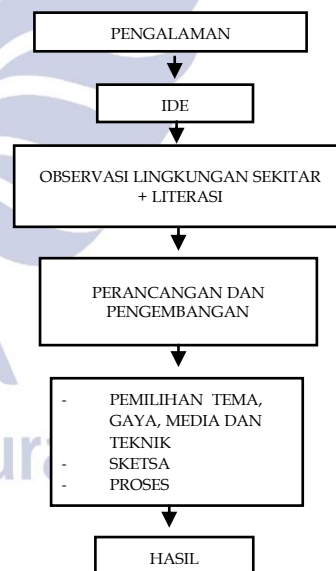 PENGALAMAN
IDE
OBSERVASI LINGKUNGAN SEKITAR
+ LITERASI
PERANCANGAN DAN
PENGEMBANGAN
- PEMILIHAN TEMA,
GAYA, MEDIA DAN
TEKNIK
- SKETSA
- PROSES
HASIL